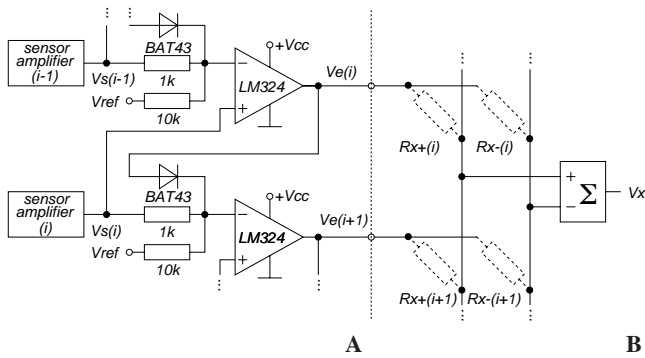 sensor
amplifier
(i-1)
Vs(i-1)
BAT43
1k
Vref
10k
+Vcc
LM324
−
+
Ve(i)
Rx+(i)
Rx-(i)
sensor
amplifier
(i)
Vs(i)
BAT43
1k
Vref
10k
+Vcc
LM324
−
+
Ve(i+1)
Rx+(i+1)
Rx-(i+1)
+
−
Σ
Vx
A
B